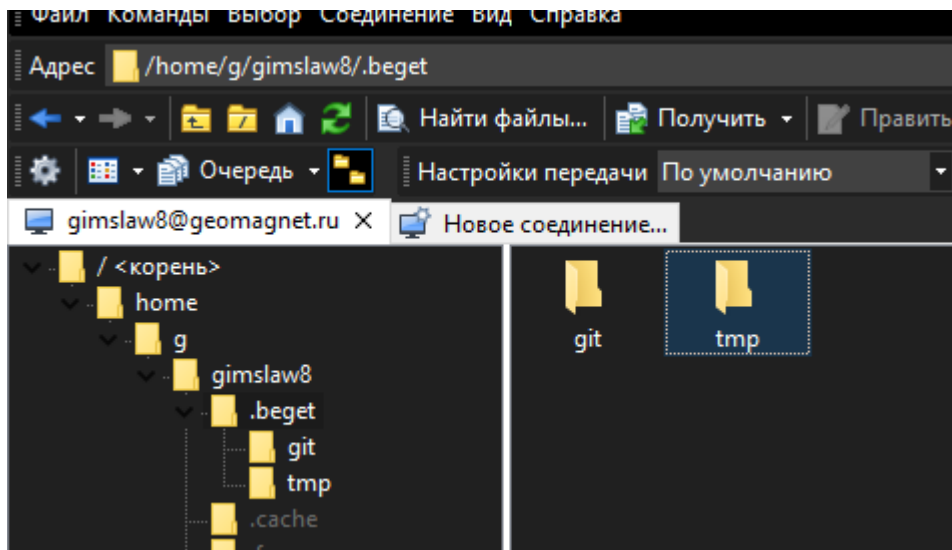 Файл Команды Выбор Соединение Вид Справка
Адрес /home/g/gimslaw8/.beget
Найти файлы... Получить Править
Очередь Настройки передачи По умолчанию
gimslaw8@geomagnet.ru Новое соединение...
/ <корень>
home
g
gimslaw8
.beget
git
tmp
.cache
git tmp